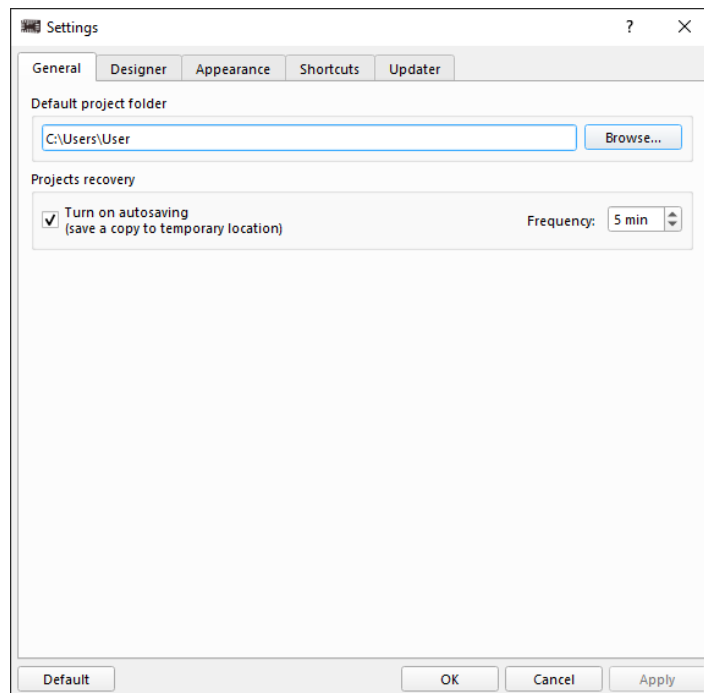 Settings
General Designer Appearance Shortcuts Updater
Default project folder
C:\Users\User Browse...
Projects recovery
Turn on autosaving
(save a copy to temporary location) Frequency: 5 min
Default OK Cancel Apply